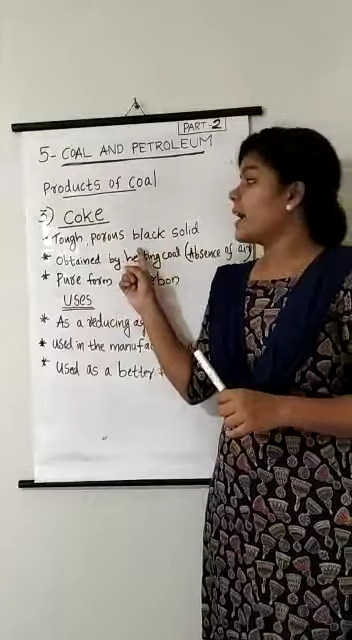 PART-2
5- COAL AND PETROLEUM
Products of Coal
3) Coke
- Tough, porous black solid
* Obtained by heating coal (Absence of air)
* Pure form carbon
USES
* As a reducing
* used in the
* Used as a better